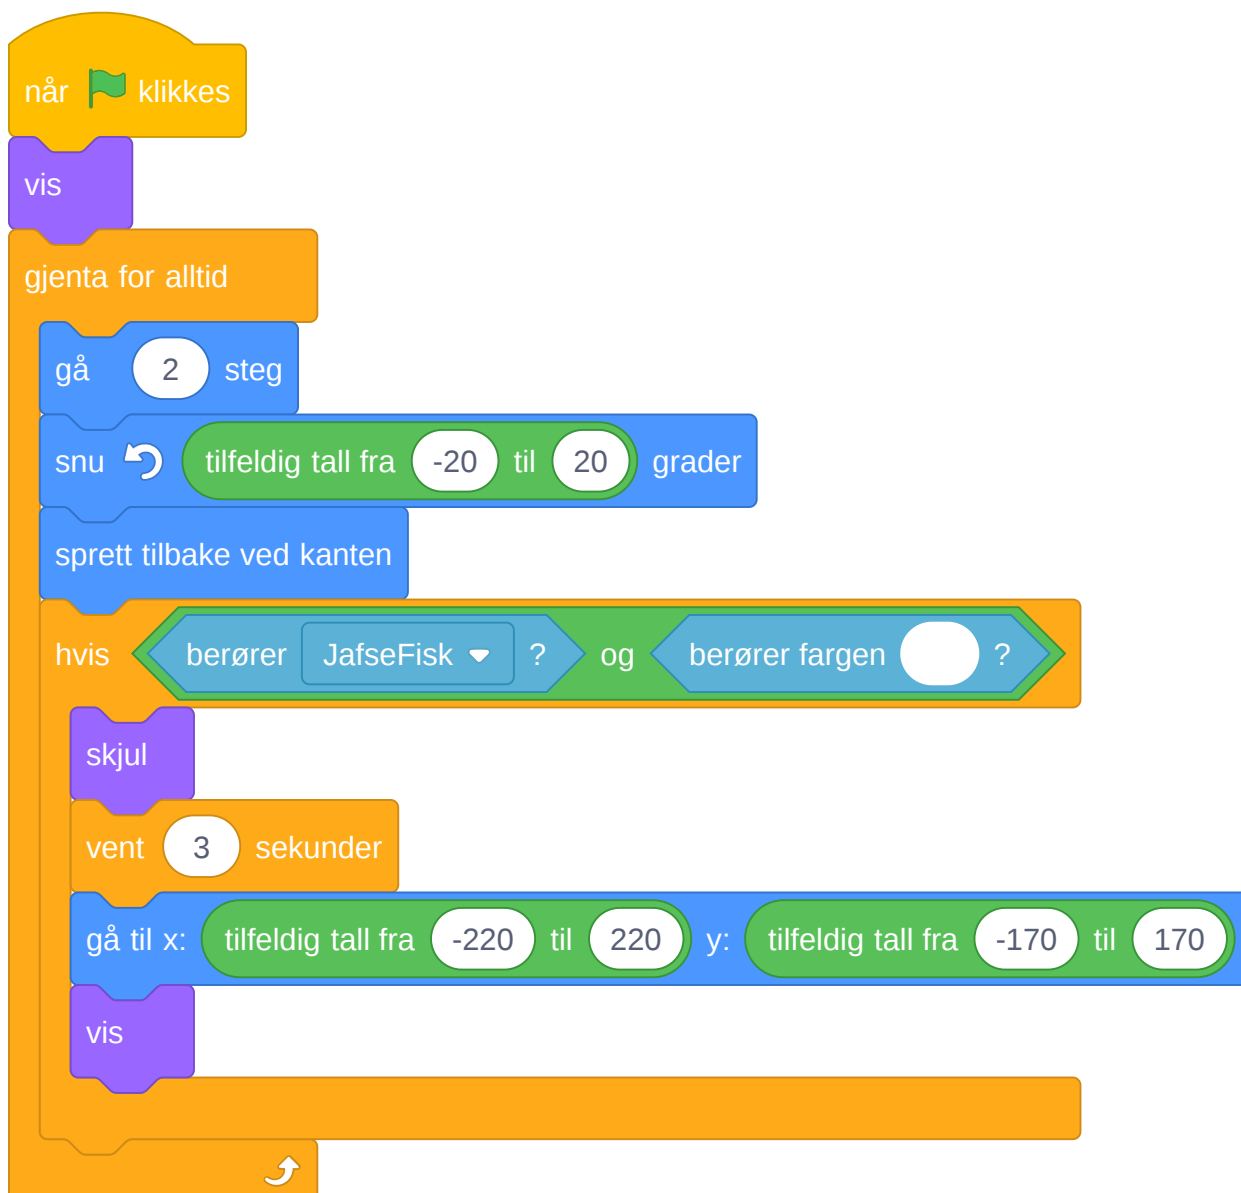 når klikkes
vis
gjenta for alltid
gå 2 steg
snu tilfeldig tall fra -20 til 20 grader
sprett tilbake ved kanten
hvis berører JafseFisk ? og berører fargen ?
skjul
vent 3 sekunder
gå til x: tilfeldig tall fra -220 til 220 y: tilfeldig tall fra -170 til 170
vis